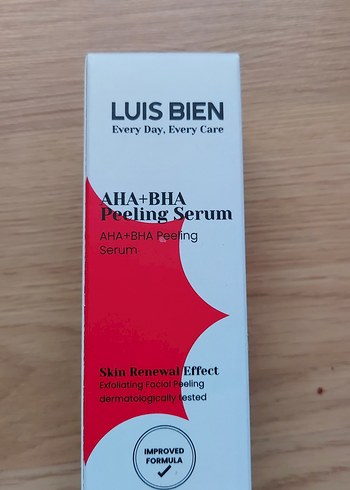 LUIS BIEN
Every Day, Every Care
AHA+BHA
Peeling Serum
AHA+BHA Peeling
Serum
Skin Renewal Effect
Exfoliating Facial Peeling
dermatologically tested
IMPROVED
FORMULA